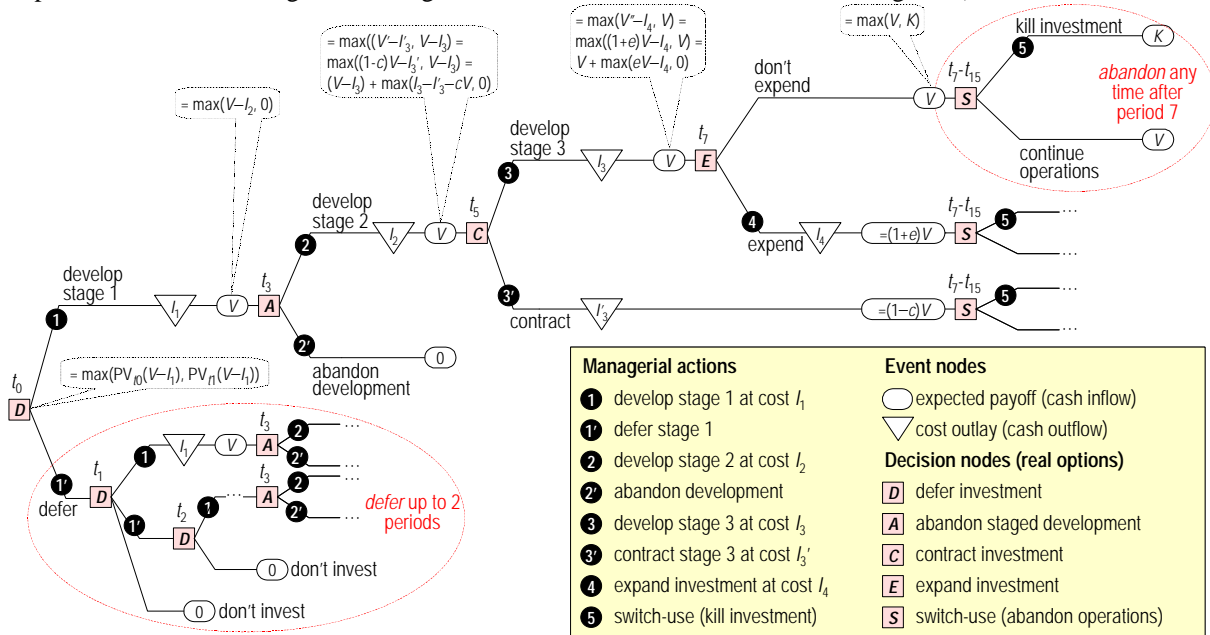 = max((V'–I'3, V–I3) =
max((1-c)V–I3', V–I3) =
(V–I3) + max(I3–I'3–cV, 0)
= max(V"–I4, V) =
max((1+e)V–I4, V) =
V + max(eV–I4, 0)
= max(V, K)
kill investment
5
K
t7-t15
S
abandon any
time after
period 7
V
continue
operations
don't
expend
V
= max(V–I2, 0)
develop
stage 3
3
I3
V
t7
E
4
expend
I4
=(1+e)V
t7-t15
S
5
...
...
develop
stage 2
2
I2
V
t5
C
3'
contract
I'3
=(1–c)V
t7-t15
S
5
...
...
develop
stage 1
1
I1
V
t3
A
2'
abandon
development
0
t0
D
= max(PVt0(V–I1), PVt1(V–I1))
1'
defer
t1
D
1
I1
V
t3
A
2
...
2'
...
1'
t2
D
1
...
t3
A
2
...
2'
...
defer up to 2
periods
0
don't invest
0
don't invest
Managerial actions
1 develop stage 1 at cost I1
1' defer stage 1
2 develop stage 2 at cost I2
2' abandon development
3 develop stage 3 at cost I3
3' contract stage 3 at cost I3'
4 expand investment at cost I4
5 switch-use (kill investment)
Event nodes
expected payoff (cash inflow)
cost outlay (cash outflow)
Decision nodes (real options)
D defer investment
A abandon staged development
C contract investment
E expand investment
S switch-use (abandon operations)